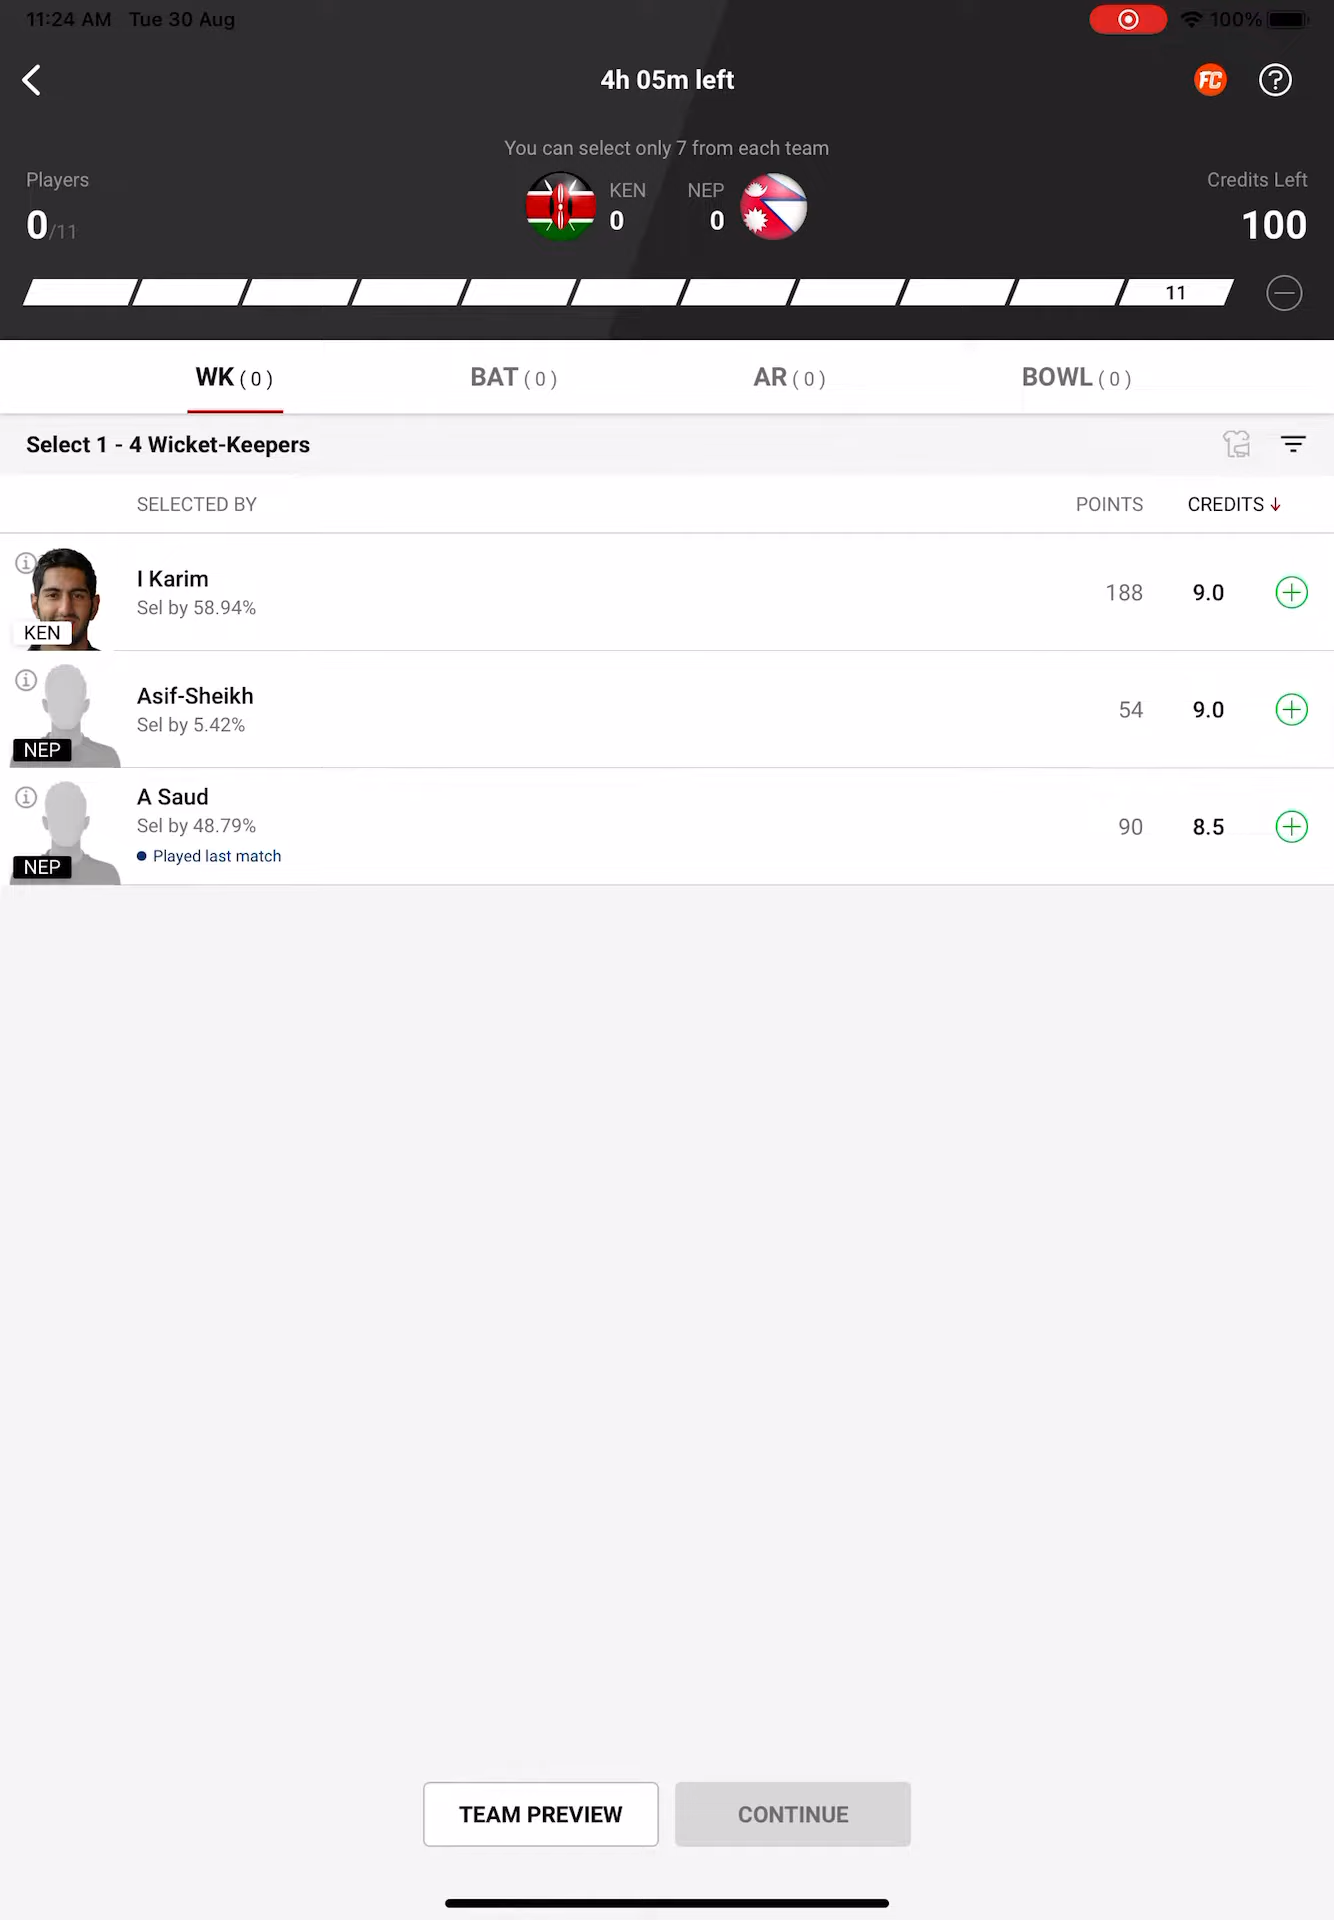 11:24 AM Tue 30 Aug
100%
4h 05m left
FC
?
You can select only 7 from each team
Players
KEN
NEP
Credits Left
0/11
0
0
100
11
WK ( 0 )
BAT ( 0 )
AR ( 0 )
BOWL ( 0 )
Select 1 - 4 Wicket-Keepers
SELECTED BY
POINTS
CREDITS ↓
i
I Karim
Sel by 58.94%
188
9.0
KEN
i
Asif-Sheikh
Sel by 5.42%
54
9.0
NEP
i
A Saud
Sel by 48.79%
Played last match
90
8.5
NEP
TEAM PREVIEW
CONTINUE